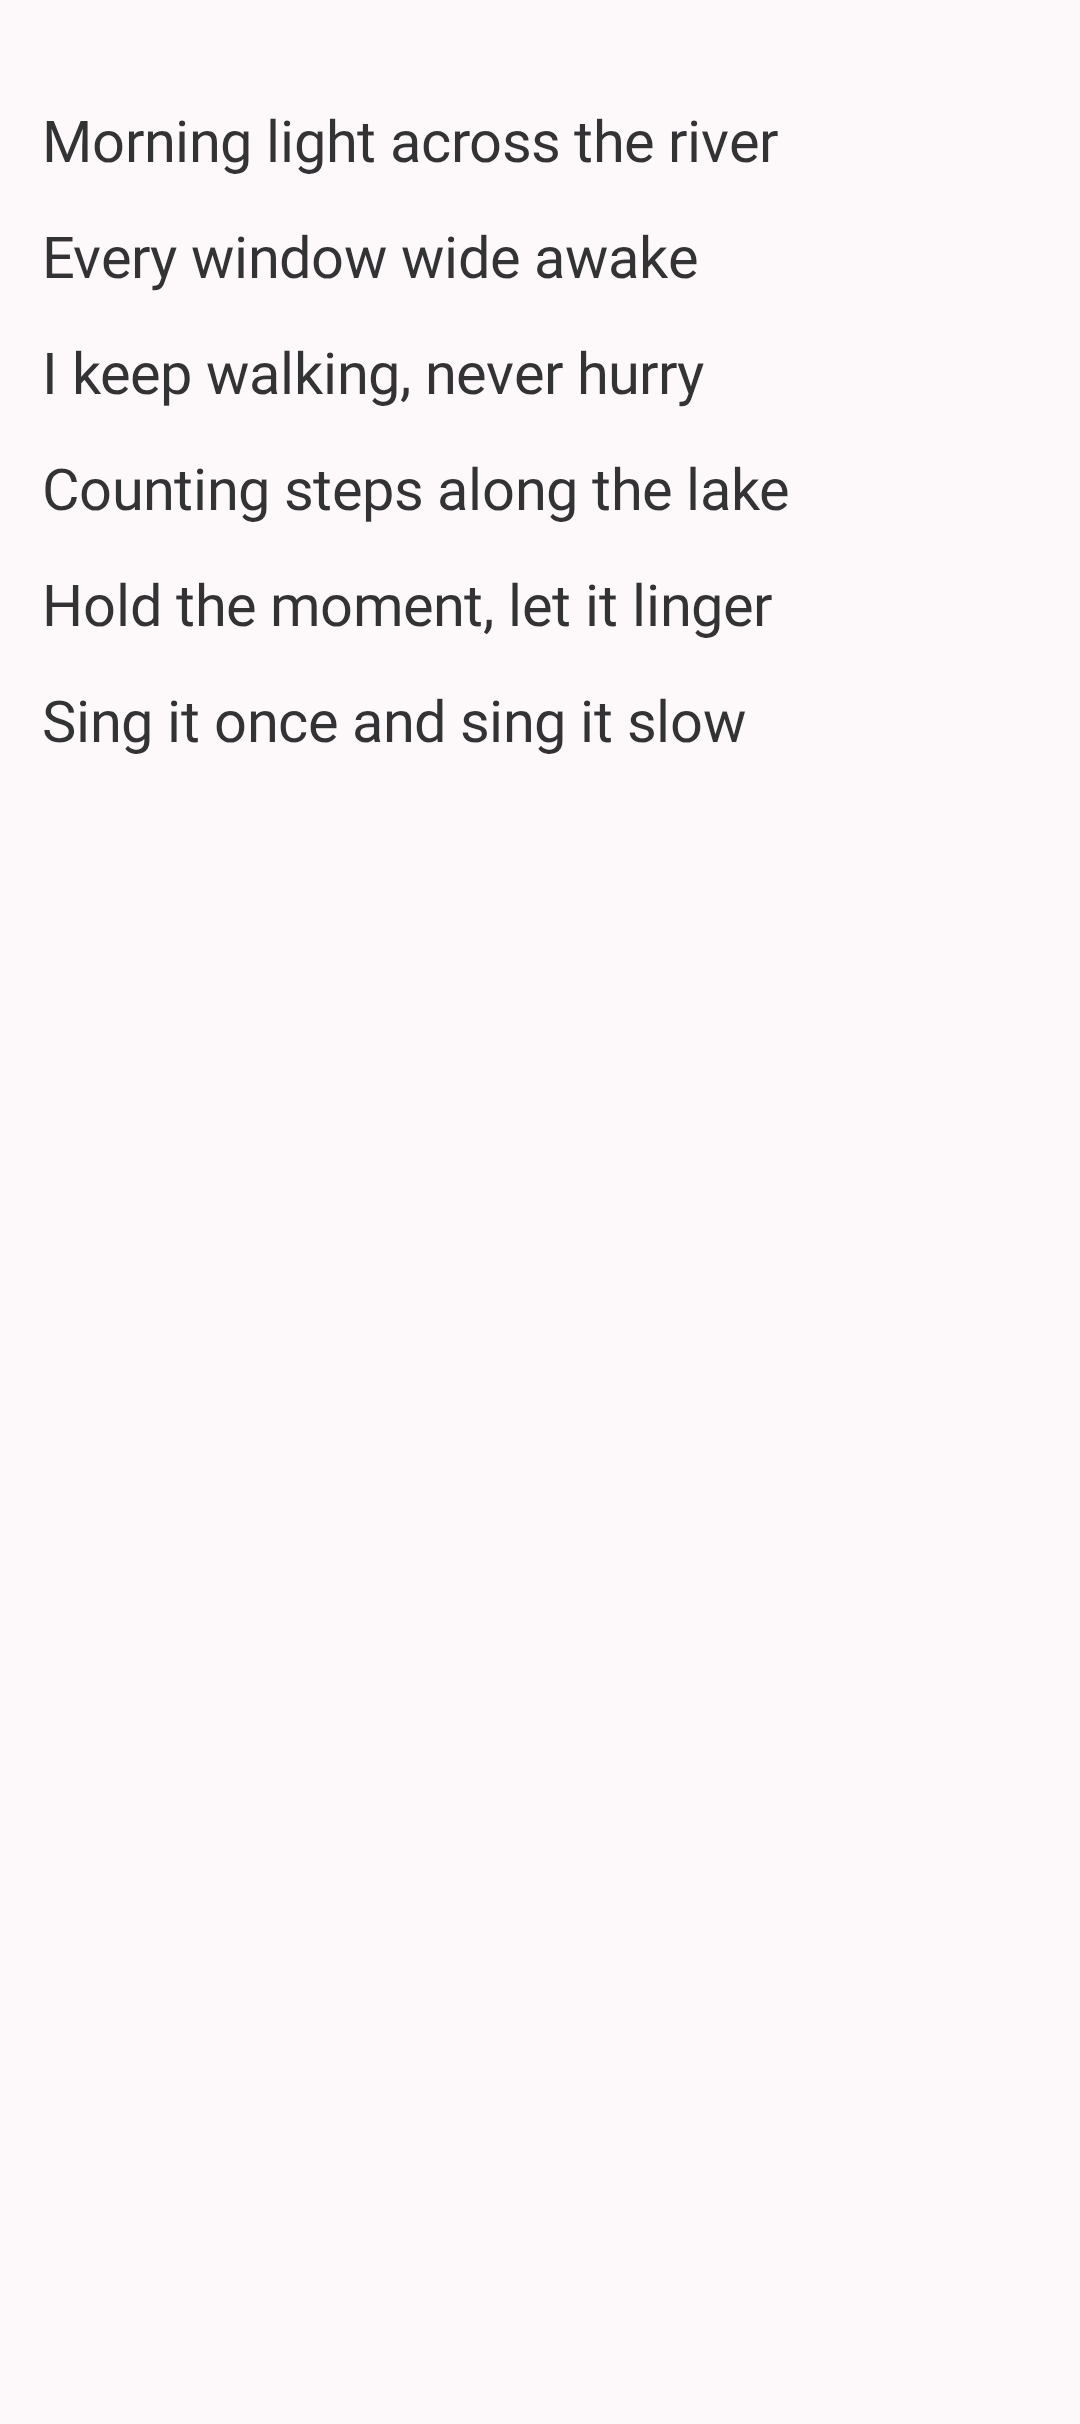 Morning light across the river
Every window wide awake
I keep walking, never hurry
Counting steps along the lake
Hold the moment, let it linger
Sing it once and sing it slow